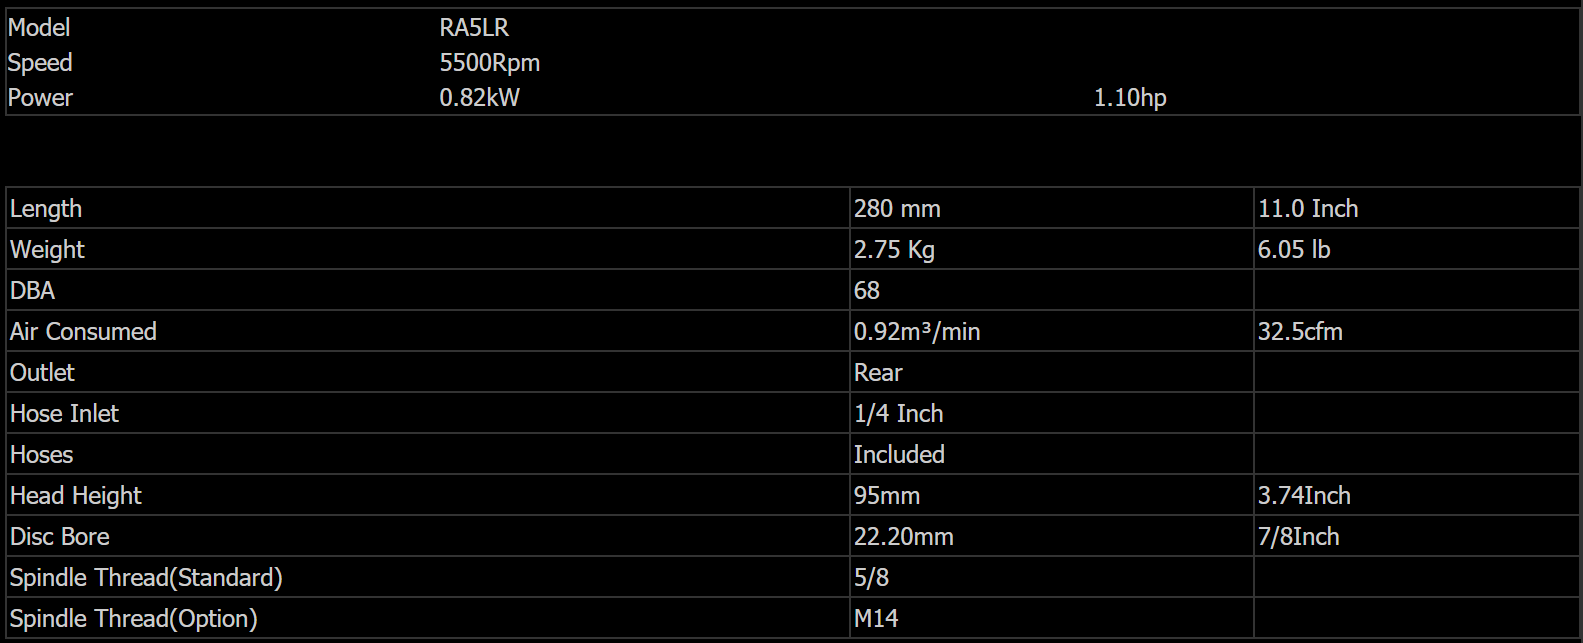 Model RA5LR
Speed 5500Rpm
Power 0.82kW 1.10hp
Length 280 mm 11.0 Inch
Weight 2.75 Kg 6.05 lb
DBA 68
Air Consumed 0.92m³/min 32.5cfm
Outlet Rear
Hose Inlet 1/4 Inch
Hoses Included
Head Height 95mm 3.74Inch
Disc Bore 22.20mm 7/8Inch
Spindle Thread(Standard) 5/8
Spindle Thread(Option) M14